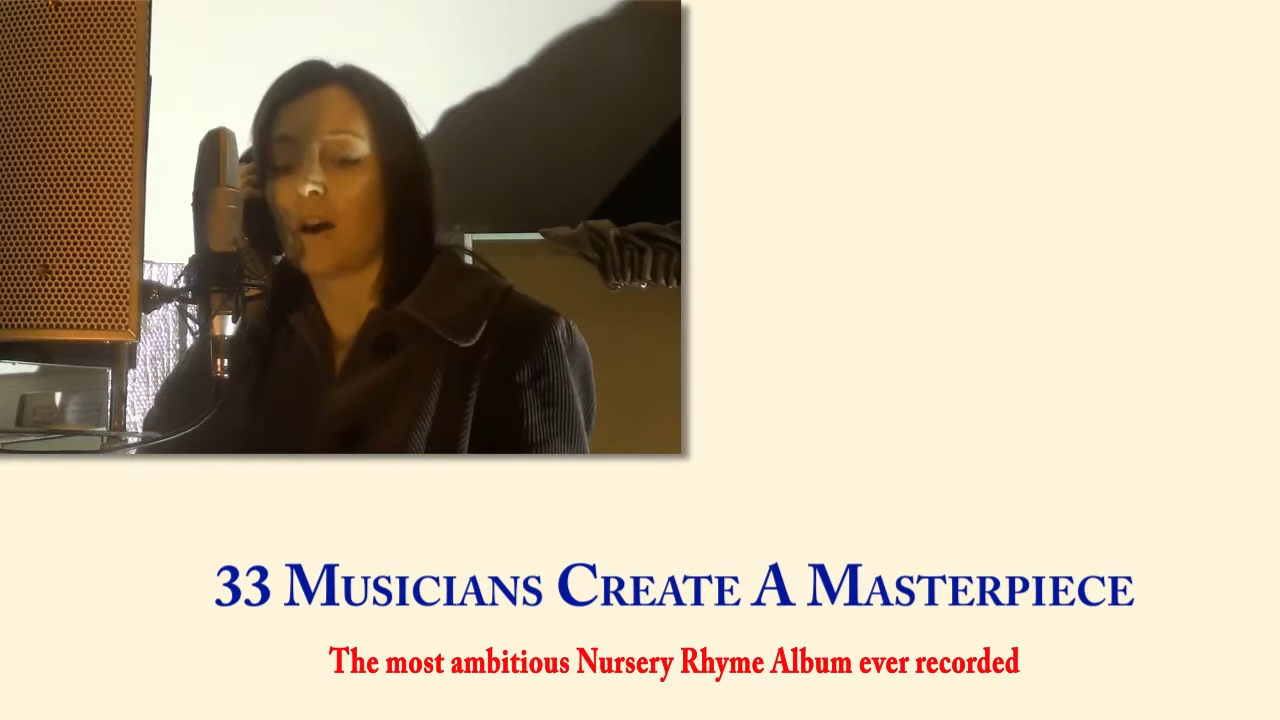 33 Musicians Create A Masterpiece
The most ambitious Nursery Rhyme Album ever recorded